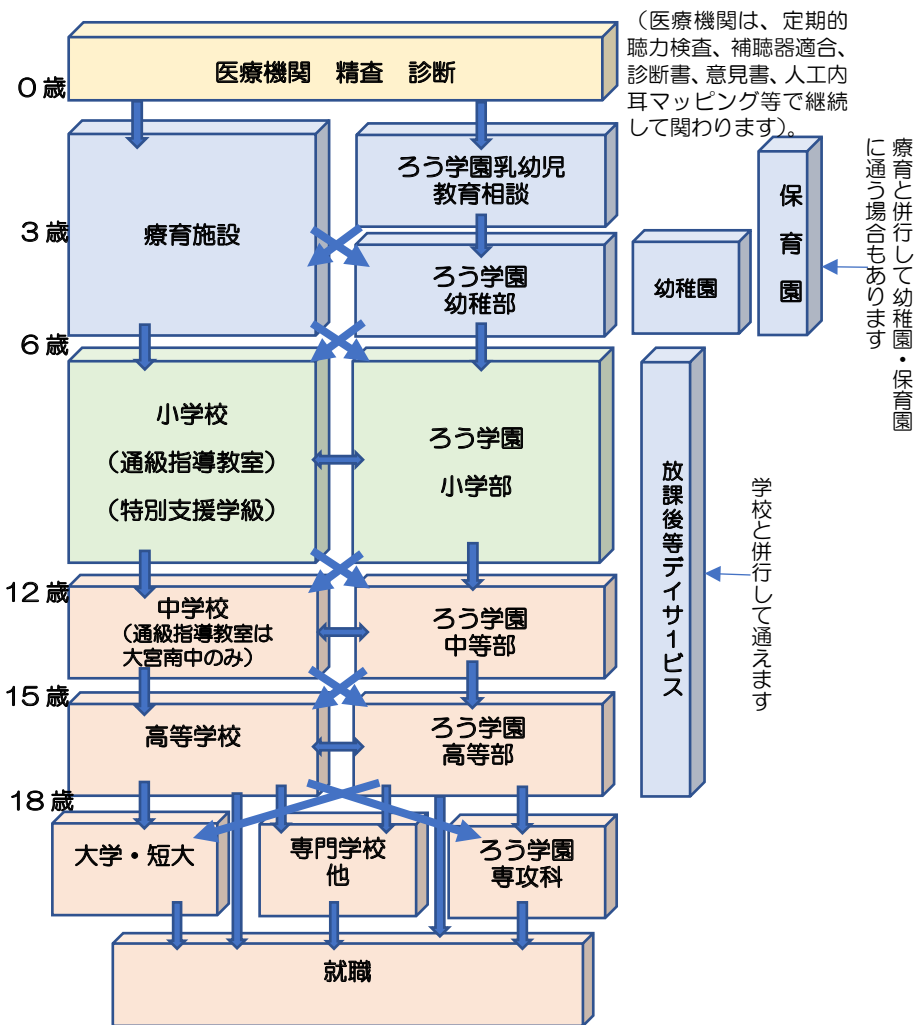 （医療機関は、定期的
聴力検査、補聴器適合、
診断書、意見書、人工内
耳マッピング等で継続
して関わります）。
医療機関　精査　診断
0歳
ろう学園乳幼児
教育相談
保育園
療育と併行して幼稚園・保育園
に通う場合もあります
3歳
療育施設
ろう学園
幼稚部
幼稚園
6歳
小学校
（通級指導教室）
（特別支援学級）
ろう学園
小学部
放課後等デイサービス
学校と併行して通えます
12歳
中学校
（通級指導教室は
大宮南中のみ）
ろう学園
中等部
15歳
高等学校
ろう学園
高等部
18歳
大学・短大
専門学校
他
ろう学園
専攻科
就職